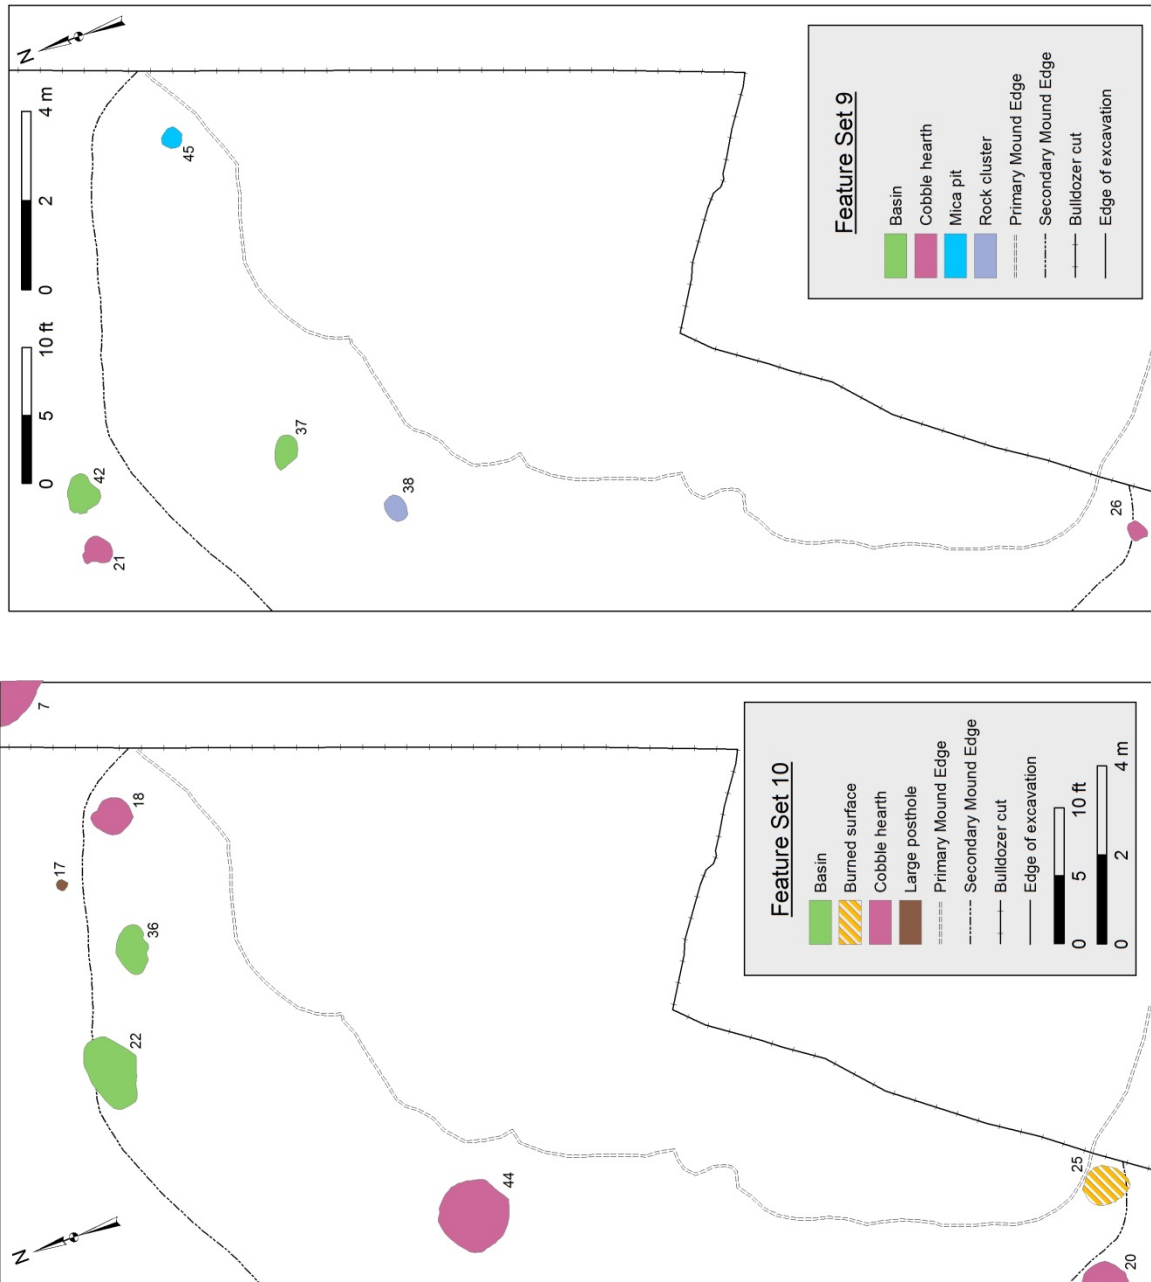 N
0 5 10 ft
0 2 4 m
42
21
37
38
45
26
Feature Set 9
Basin
Cobble hearth
Mica pit
Rock cluster
Primary Mound Edge
Secondary Mound Edge
Bulldozer cut
Edge of excavation
N
7
18
17
36
22
44
25
20
Feature Set 10
Basin
Burned surface
Cobble hearth
Large posthole
Primary Mound Edge
Secondary Mound Edge
Bulldozer cut
Edge of excavation
0 5 10 ft
0 2 4 m